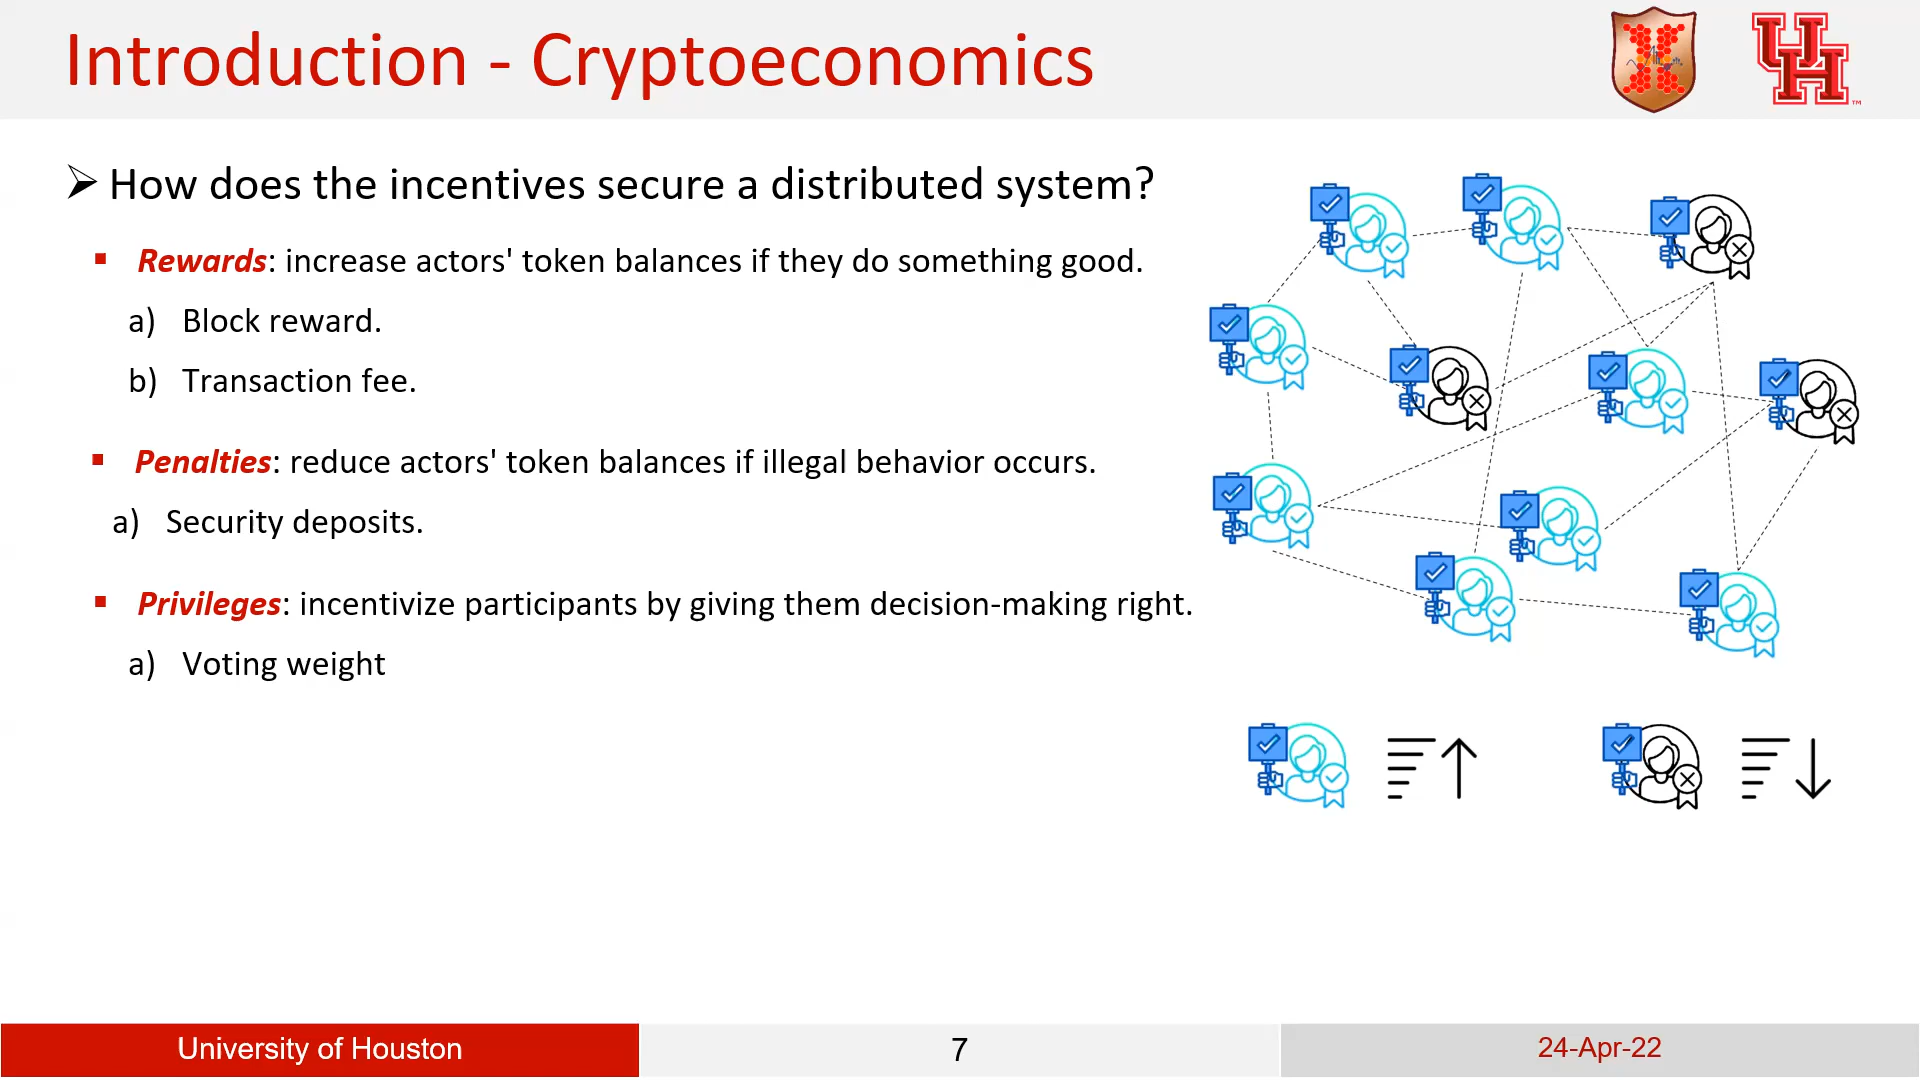 Introduction - Cryptoeconomics
➢ How does the incentives secure a distributed system?
▪ Rewards: increase actors' token balances if they do something good.
a) Block reward.
b) Transaction fee.
▪ Penalties: reduce actors' token balances if illegal behavior occurs.
a) Security deposits.
▪ Privileges: incentivize participants by giving them decision-making right.
a) Voting weight
University of Houston
7
24-Apr-22